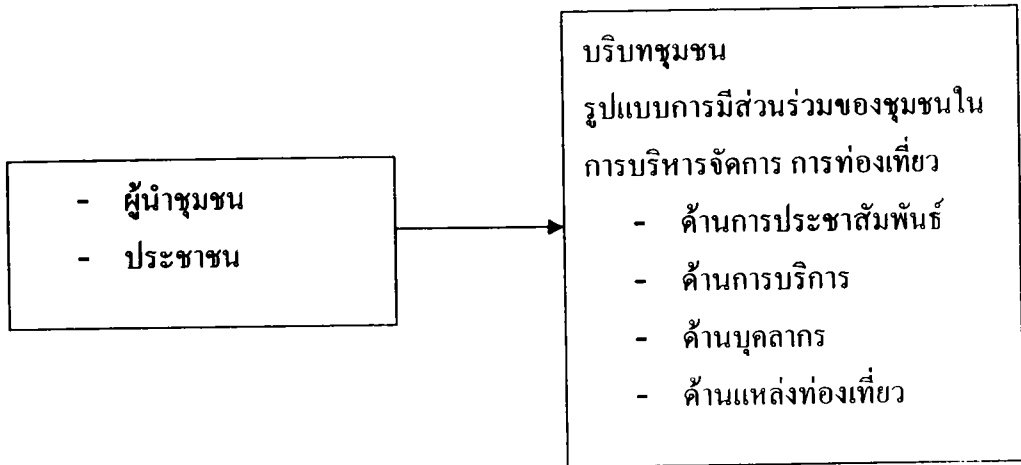 - ผู้นำชุมชน
- ประชาชน
บริบทชุมชน
รูปแบบการมีส่วนร่วมของชุมชนใน
การบริหารจัดการ การท่องเที่ยว
- ด้านการประชาสัมพันธ์
- ด้านการบริการ
- ด้านบุคลากร
- ด้านแหล่งท่องเที่ยว